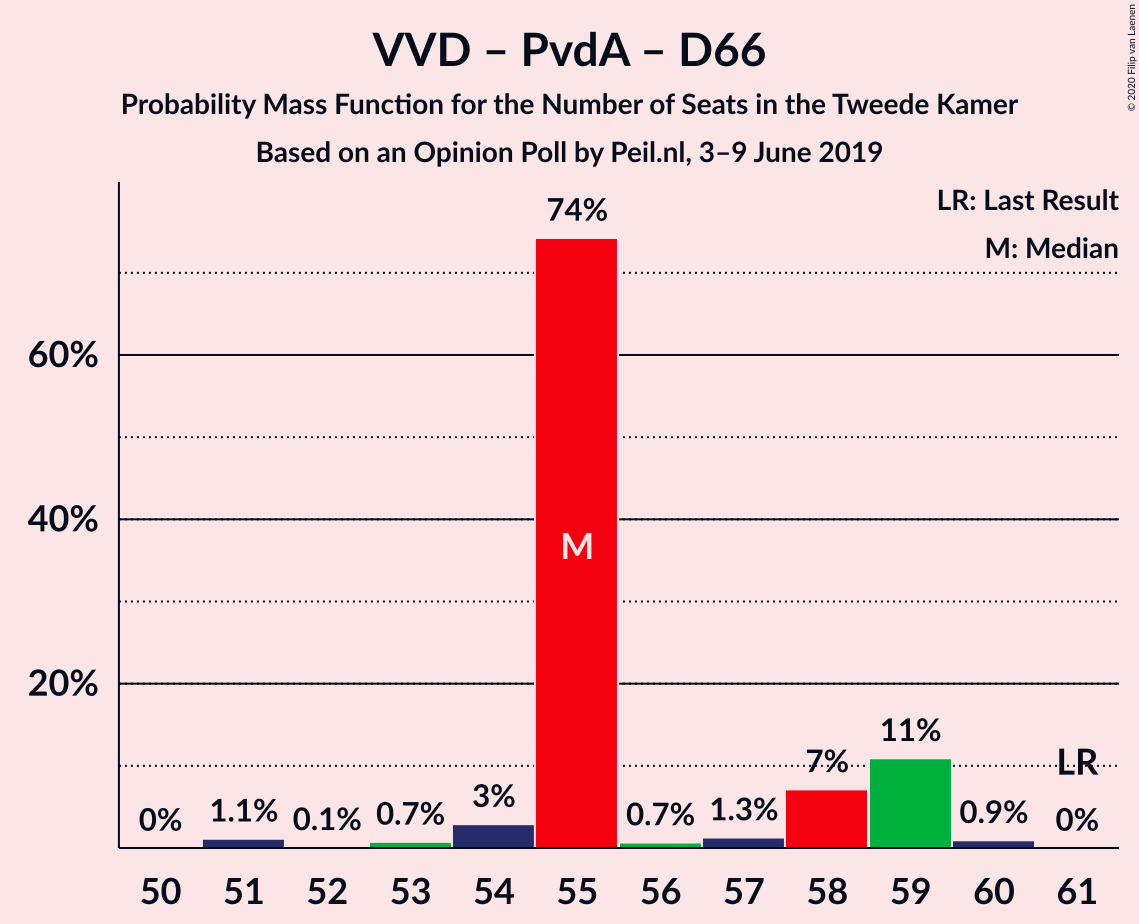 VVD – PvdA – D66
Probability Mass Function for the Number of Seats in the Tweede Kamer
Based on an Opinion Poll by Peil.nl, 3–9 June 2019
© 2020 Filip van Laenen
LR: Last Result
M: Median
74%
60%
40%
20%
M
0%
1.1%
0.1%
0.7%
3%
0.7%
1.3%
7%
11%
0.9%
LR
0%
50 51 52 53 54 55 56 57 58 59 60 61